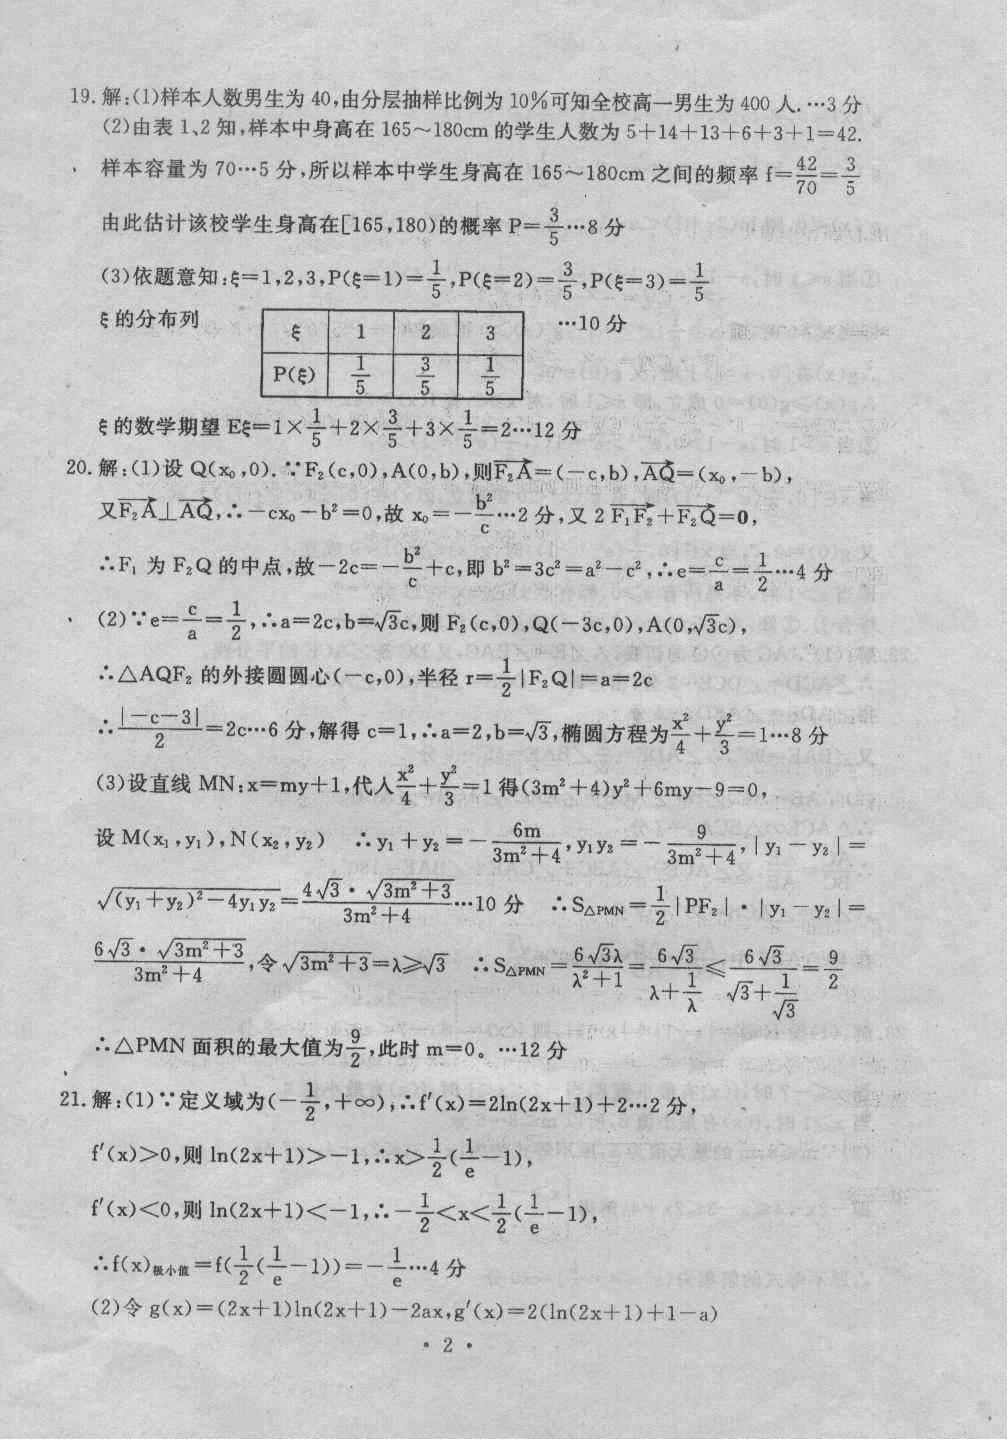 19.解:(1)样本人数男生为40,由分层抽样比例为10%可知全校高一男生为400人.…3分
(2)由表1、2知,样本中身高在165～180cm的学生人数为5+14+13+6+3+1=42.
样本容量为70…5分,所以样本中学生身高在165～180cm之间的频率f=42/70=3/5
由此估计该校学生身高在[165,180)的概率P=3/5…8分
(3)依题意知:ξ=1,2,3,P(ξ=1)=1/5,P(ξ=2)=3/5,P(ξ=3)=1/5
ξ的分布列 …10分
ξ 1 2 3
P(ξ) 1/5 3/5 1/5
ξ的数学期望Eξ=1×1/5+2×3/5+3×1/5=2…12分
20.解:(1)设Q(x₀,0).∵F₂(c,0),A(0,b),则F₂A→=(-c,b),AQ→=(x₀,-b),
又F₂A→⊥AQ→,∴-cx₀-b²=0,故x₀=-b²/c…2分,又2F₁F₂→+F₂Q→=0,
∴F₁为F₂Q的中点,故-2c=-b²/c+c,即b²=3c²=a²-c²,∴e=c/a=1/2…4分
(2)∵e=c/a=1/2,∴a=2c,b=√3c,则F₂(c,0),Q(-3c,0),A(0,√3c),
∴△AQF₂的外接圆圆心(-c,0),半径r=1/2|F₂Q|=a=2c
∴|-c-3|/2=2c…6分,解得c=1,∴a=2,b=√3,椭圆方程为x²/4+y²/3=1…8分
(3)设直线MN:x=my+1,代人x²/4+y²/3=1得(3m²+4)y²+6my-9=0,
设M(x₁,y₁),N(x₂,y₂) ∴y₁+y₂=-6m/(3m²+4),y₁y₂=-9/(3m²+4),|y₁-y₂|=
√((y₁+y₂)²-4y₁y₂)=4√3·√(3m²+3)/(3m²+4)…10分 ∴S△PMN=1/2|PF₂|·|y₁-y₂|=
6√3·√(3m²+3)/(3m²+4),令√(3m²+3)=λ≥√3 ∴S△PMN=6√3λ/(λ²+1)=6√3/(λ+1/λ)≤6√3/(√3+1/√3)=9/2
∴△PMN面积的最大值为9/2,此时m=0。…12分
21.解:(1)∵定义域为(-1/2,+∞),∴f′(x)=2ln(2x+1)+2…2分,
f′(x)>0,则ln(2x+1)>-1,∴x>1/2(1/e-1),
f′(x)<0,则ln(2x+1)<-1,∴-1/2<x<1/2(1/e-1),
∴f(x)极小值=f(1/2(1/e-1))=-1/e…4分
(2)令g(x)=(2x+1)ln(2x+1)-2ax,g′(x)=2(ln(2x+1)+1-a)
·2·